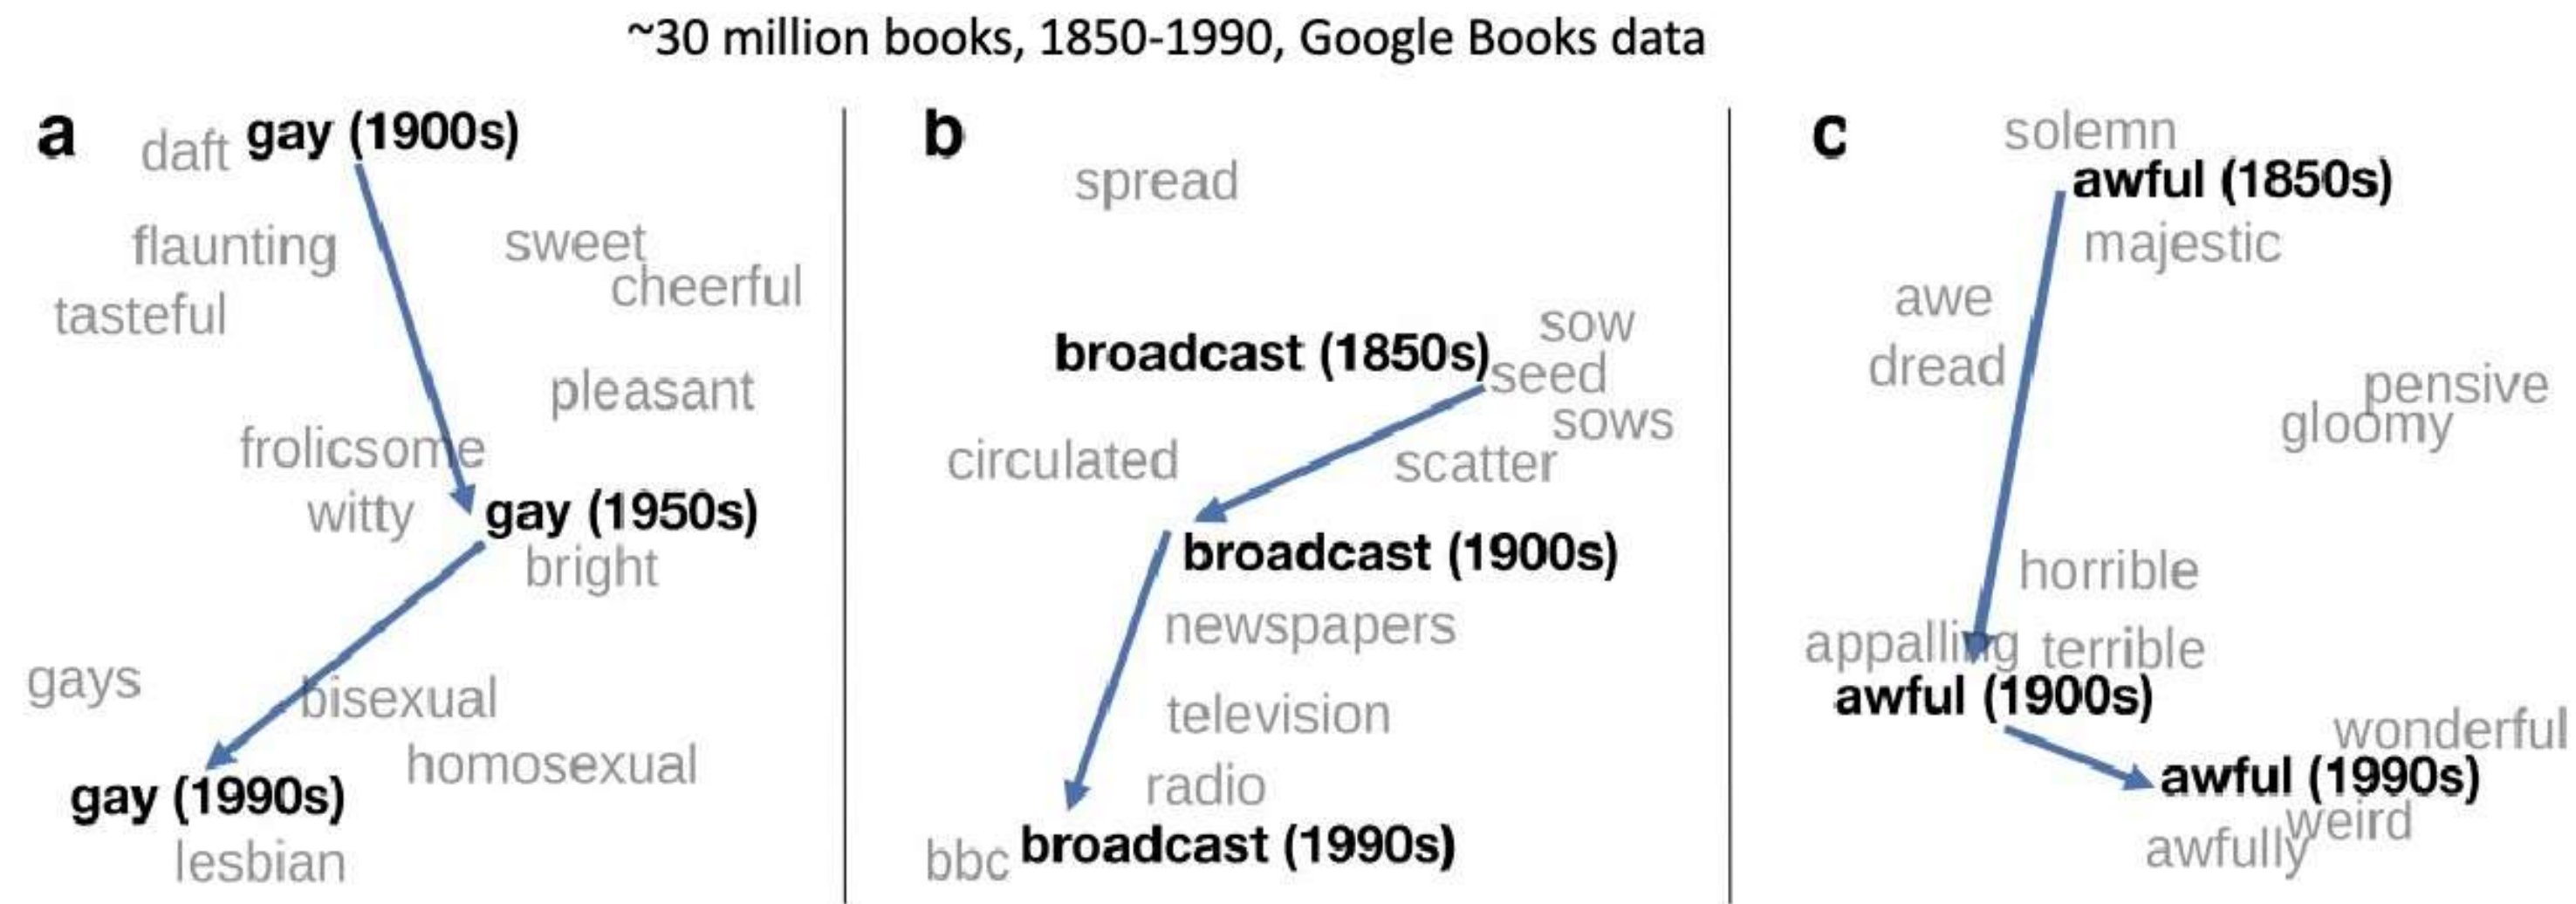 ~30 million books, 1850-1990, Google Books data
a
daft gay (1900s)
flaunting
sweet
cheerful
tasteful
pleasant
frolicsome
witty
gay (1950s)
bright
gays
bisexual
homosexual
gay (1990s)
lesbian
b
spread
broadcast (1850s)
sow
seed
sows
circulated
scatter
broadcast (1900s)
newspapers
television
radio
bbc broadcast (1990s)
c
solemn
awful (1850s)
majestic
awe
dread
pensive
gloomy
horrible
appalling terrible
awful (1900s)
wonderful
awful (1990s)
weird
awfully